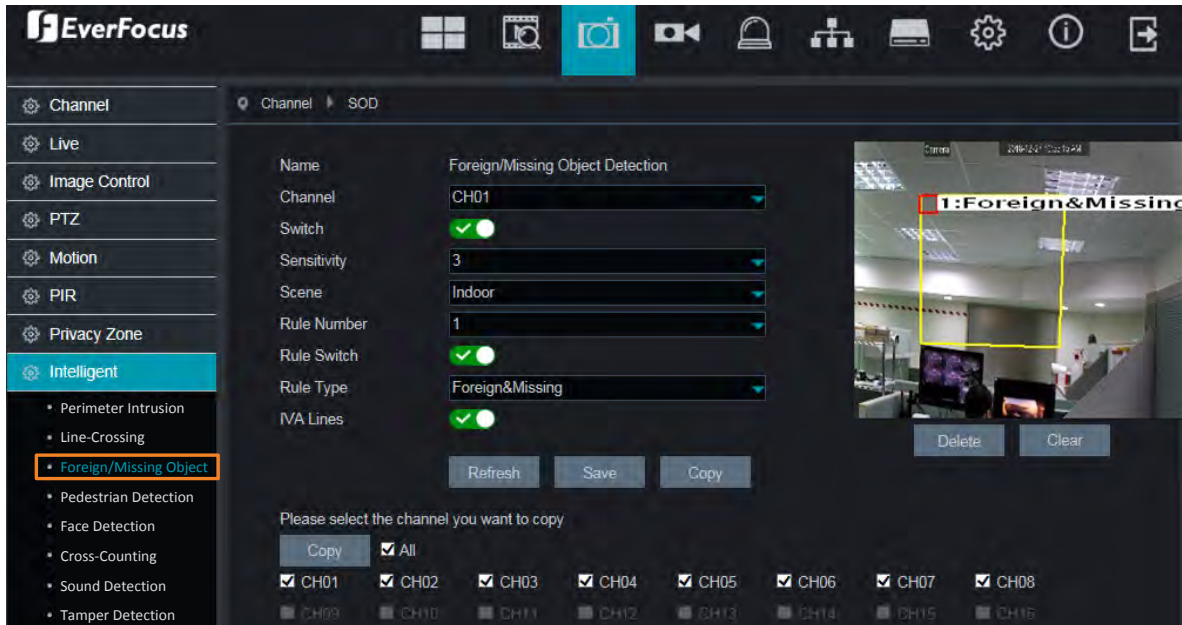 EverFocus
Channel
Live
Image Control
PTZ
Motion
PIR
Privacy Zone
Intelligent
Perimeter Intrusion
Line-Crossing
Foreign/Missing Object
Pedestrian Detection
Face Detection
Cross-Counting
Sound Detection
Tamper Detection
Channel SOD
Name Foreign/Missing Object Detection
Channel CH01
Switch
Sensitivity 3
Scene Indoor
Rule Number 1
Rule Switch
Rule Type Foreign&Missing
IVA Lines
Refresh Save Copy
Camera
1:Foreign&Missing
Delete Clear
Please select the channel you want to copy
Copy All
CH01 CH02 CH03 CH04 CH05 CH06 CH07 CH08
CH09 CH10 CH11 CH12 CH13 CH14 CH15 CH16